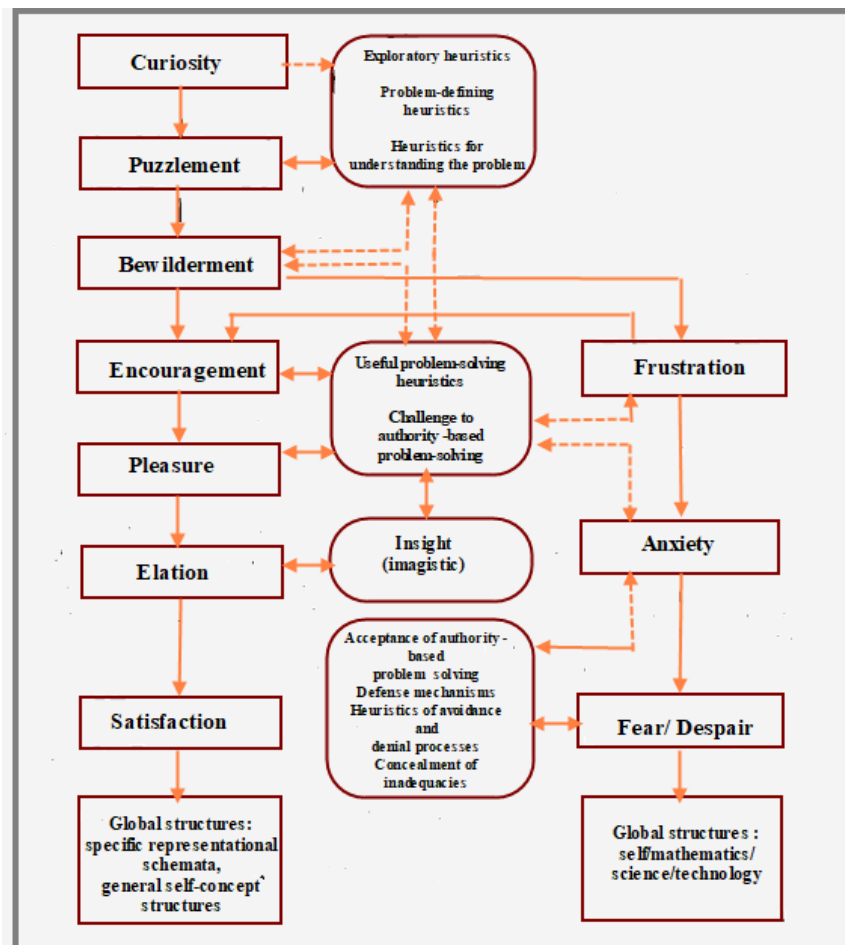 Curiosity
Exploratory heuristics
Problem-defining
heuristics
Heuristics for
understanding the problem
Puzzlement
Bewilderment
Encouragement
Useful problem-solving
heuristics
Challenge to
authority-based
problem-solving
Frustration
Pleasure
Elation
Insight
(imagistic)
Anxiety
Acceptance of authority-
based
problem solving
Defense mechanisms
Heuristics of avoidance
and
denial processes
Concealment of
inadequacies
Satisfaction
Fear/ Despair
Global structures:
specific representational
schemata,
general self-concept
structures
Global structures :
self/mathematics/
science/technology